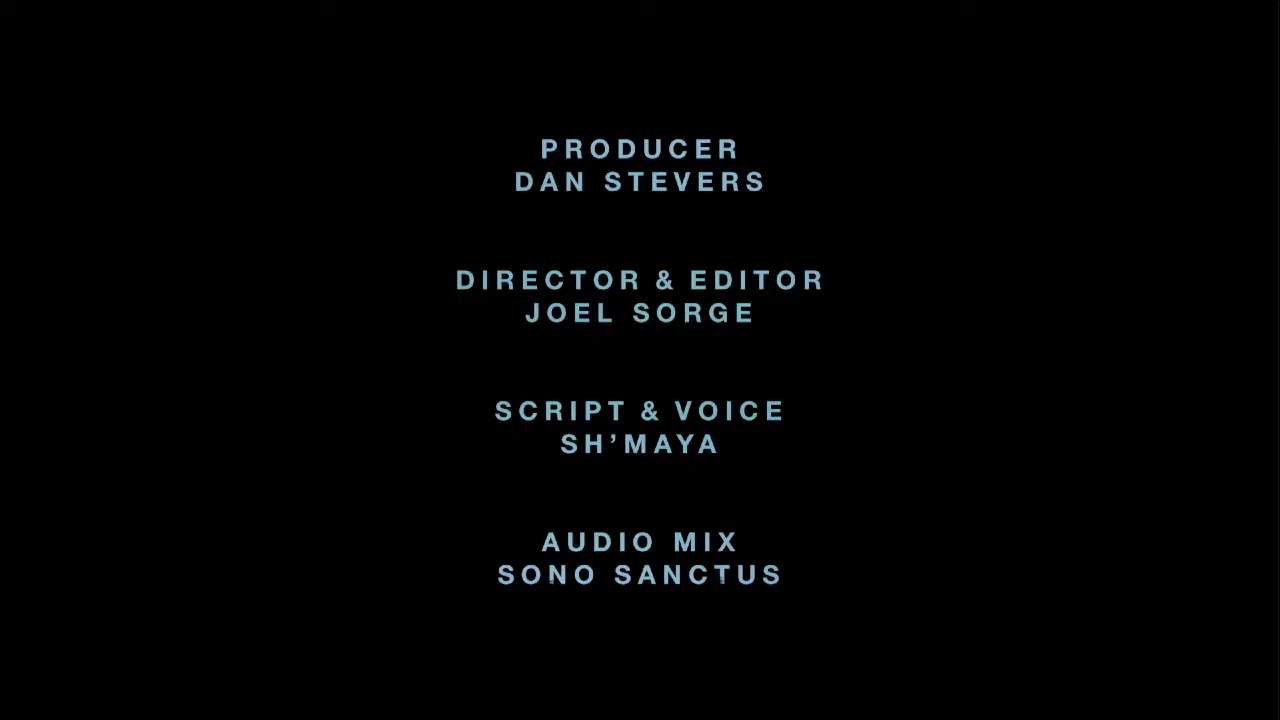 PRODUCER
DAN STEVERS
DIRECTOR & EDITOR
JOEL SORGE
SCRIPT & VOICE
SH’MAYA
AUDIO MIX
SONO SANCTUS